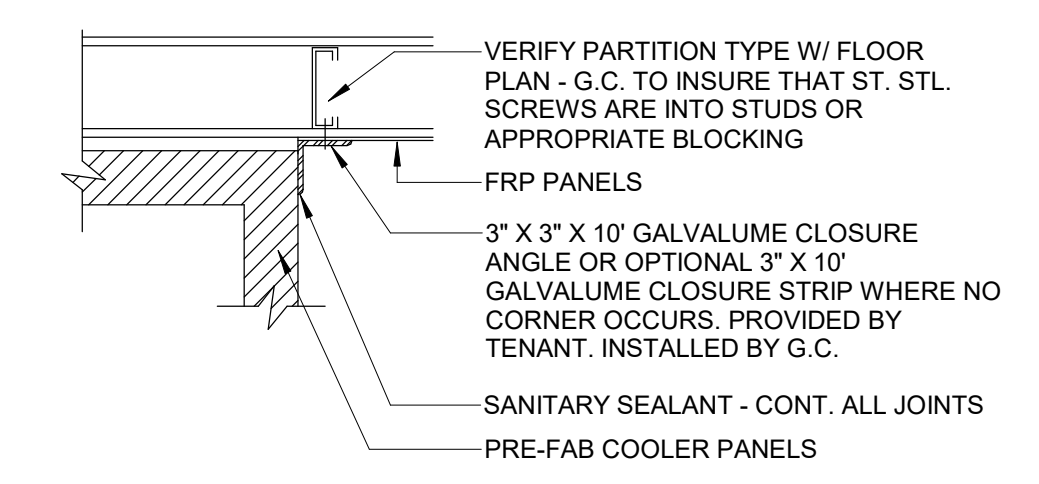 VERIFY PARTITION TYPE W/ FLOOR
PLAN - G.C. TO INSURE THAT ST. STL.
SCREWS ARE INTO STUDS OR
APPROPRIATE BLOCKING
FRP PANELS
3" X 3" X 10' GALVALUME CLOSURE
ANGLE OR OPTIONAL 3" X 10'
GALVALUME CLOSURE STRIP WHERE NO
CORNER OCCURS. PROVIDED BY
TENANT. INSTALLED BY G.C.
SANITARY SEALANT - CONT. ALL JOINTS
PRE-FAB COOLER PANELS